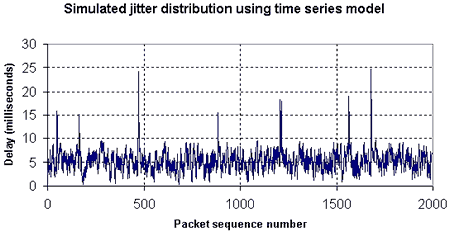 Simulated jitter distribution using time series model
30
25
20
15
10
5
0
Delay (milliseconds)
0 500 1000 1500 2000
Packet sequence number